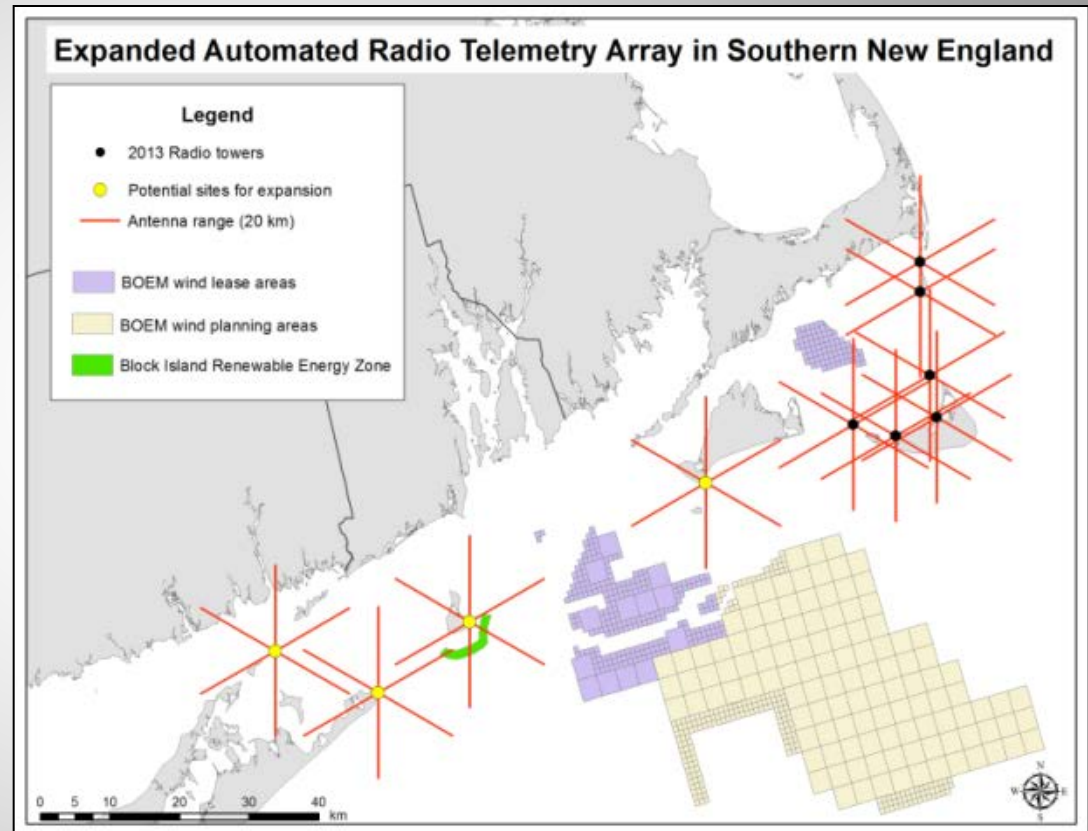 Expanded Automated Radio Telemetry Array in Southern New England
Legend
2013 Radio towers
Potential sites for expansion
Antenna range (20 km)
BOEM wind lease areas
BOEM wind planning areas
Block Island Renewable Energy Zone
N
W E
S
0 5 10 20 30 40
km